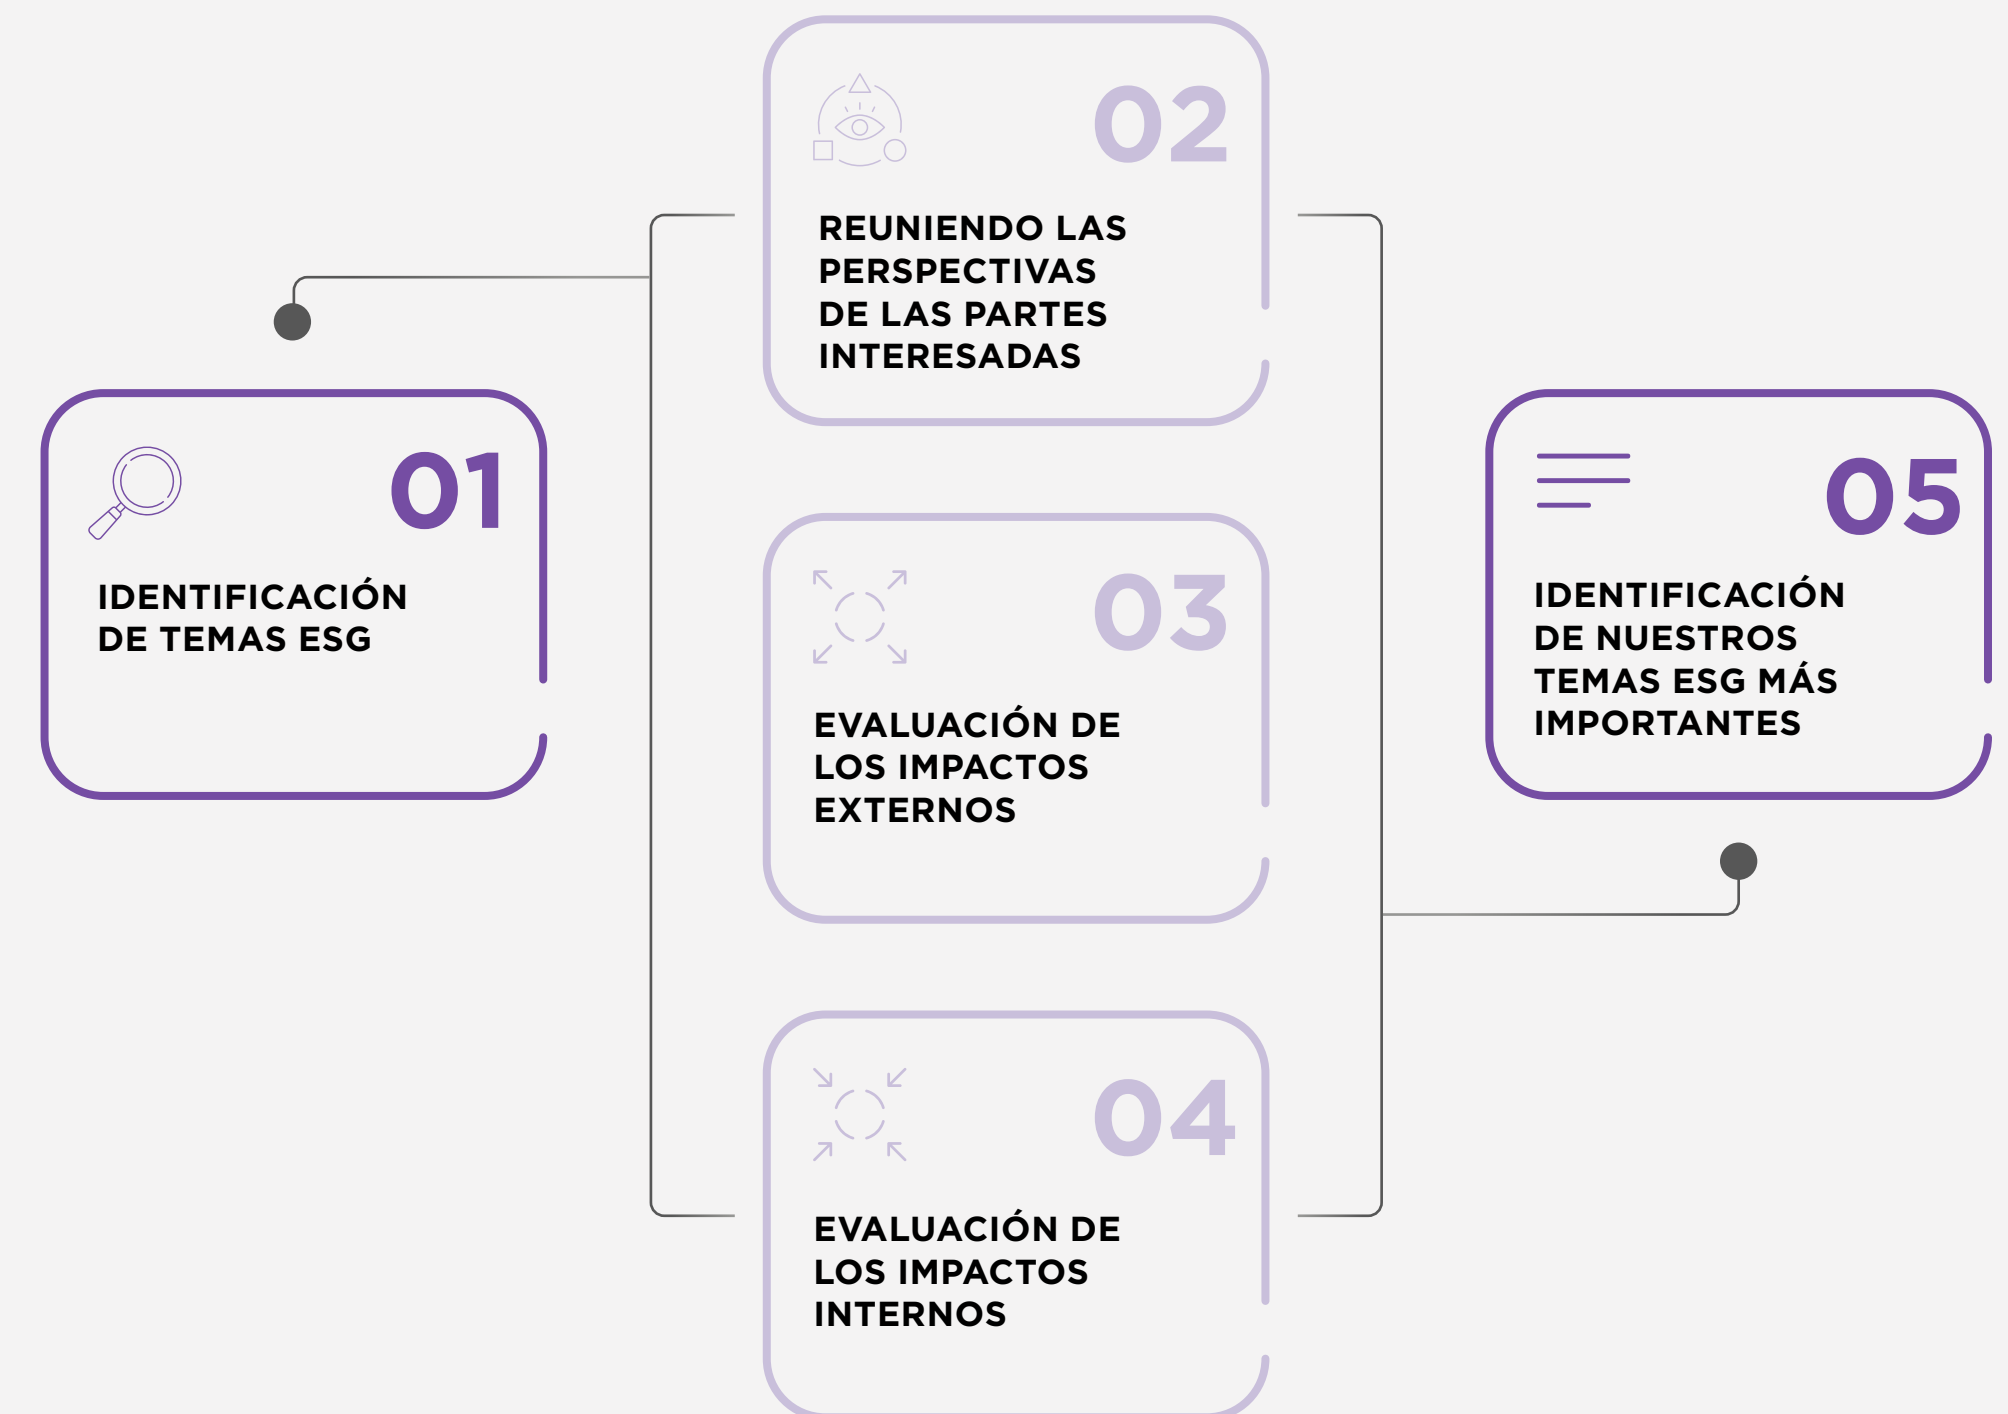 01
IDENTIFICACIÓN
DE TEMAS ESG
02
REUNIENDO LAS
PERSPECTIVAS
DE LAS PARTES
INTERESADAS
03
EVALUACIÓN DE
LOS IMPACTOS
EXTERNOS
04
EVALUACIÓN DE
LOS IMPACTOS
INTERNOS
05
IDENTIFICACIÓN
DE NUESTROS
TEMAS ESG MÁS
IMPORTANTES